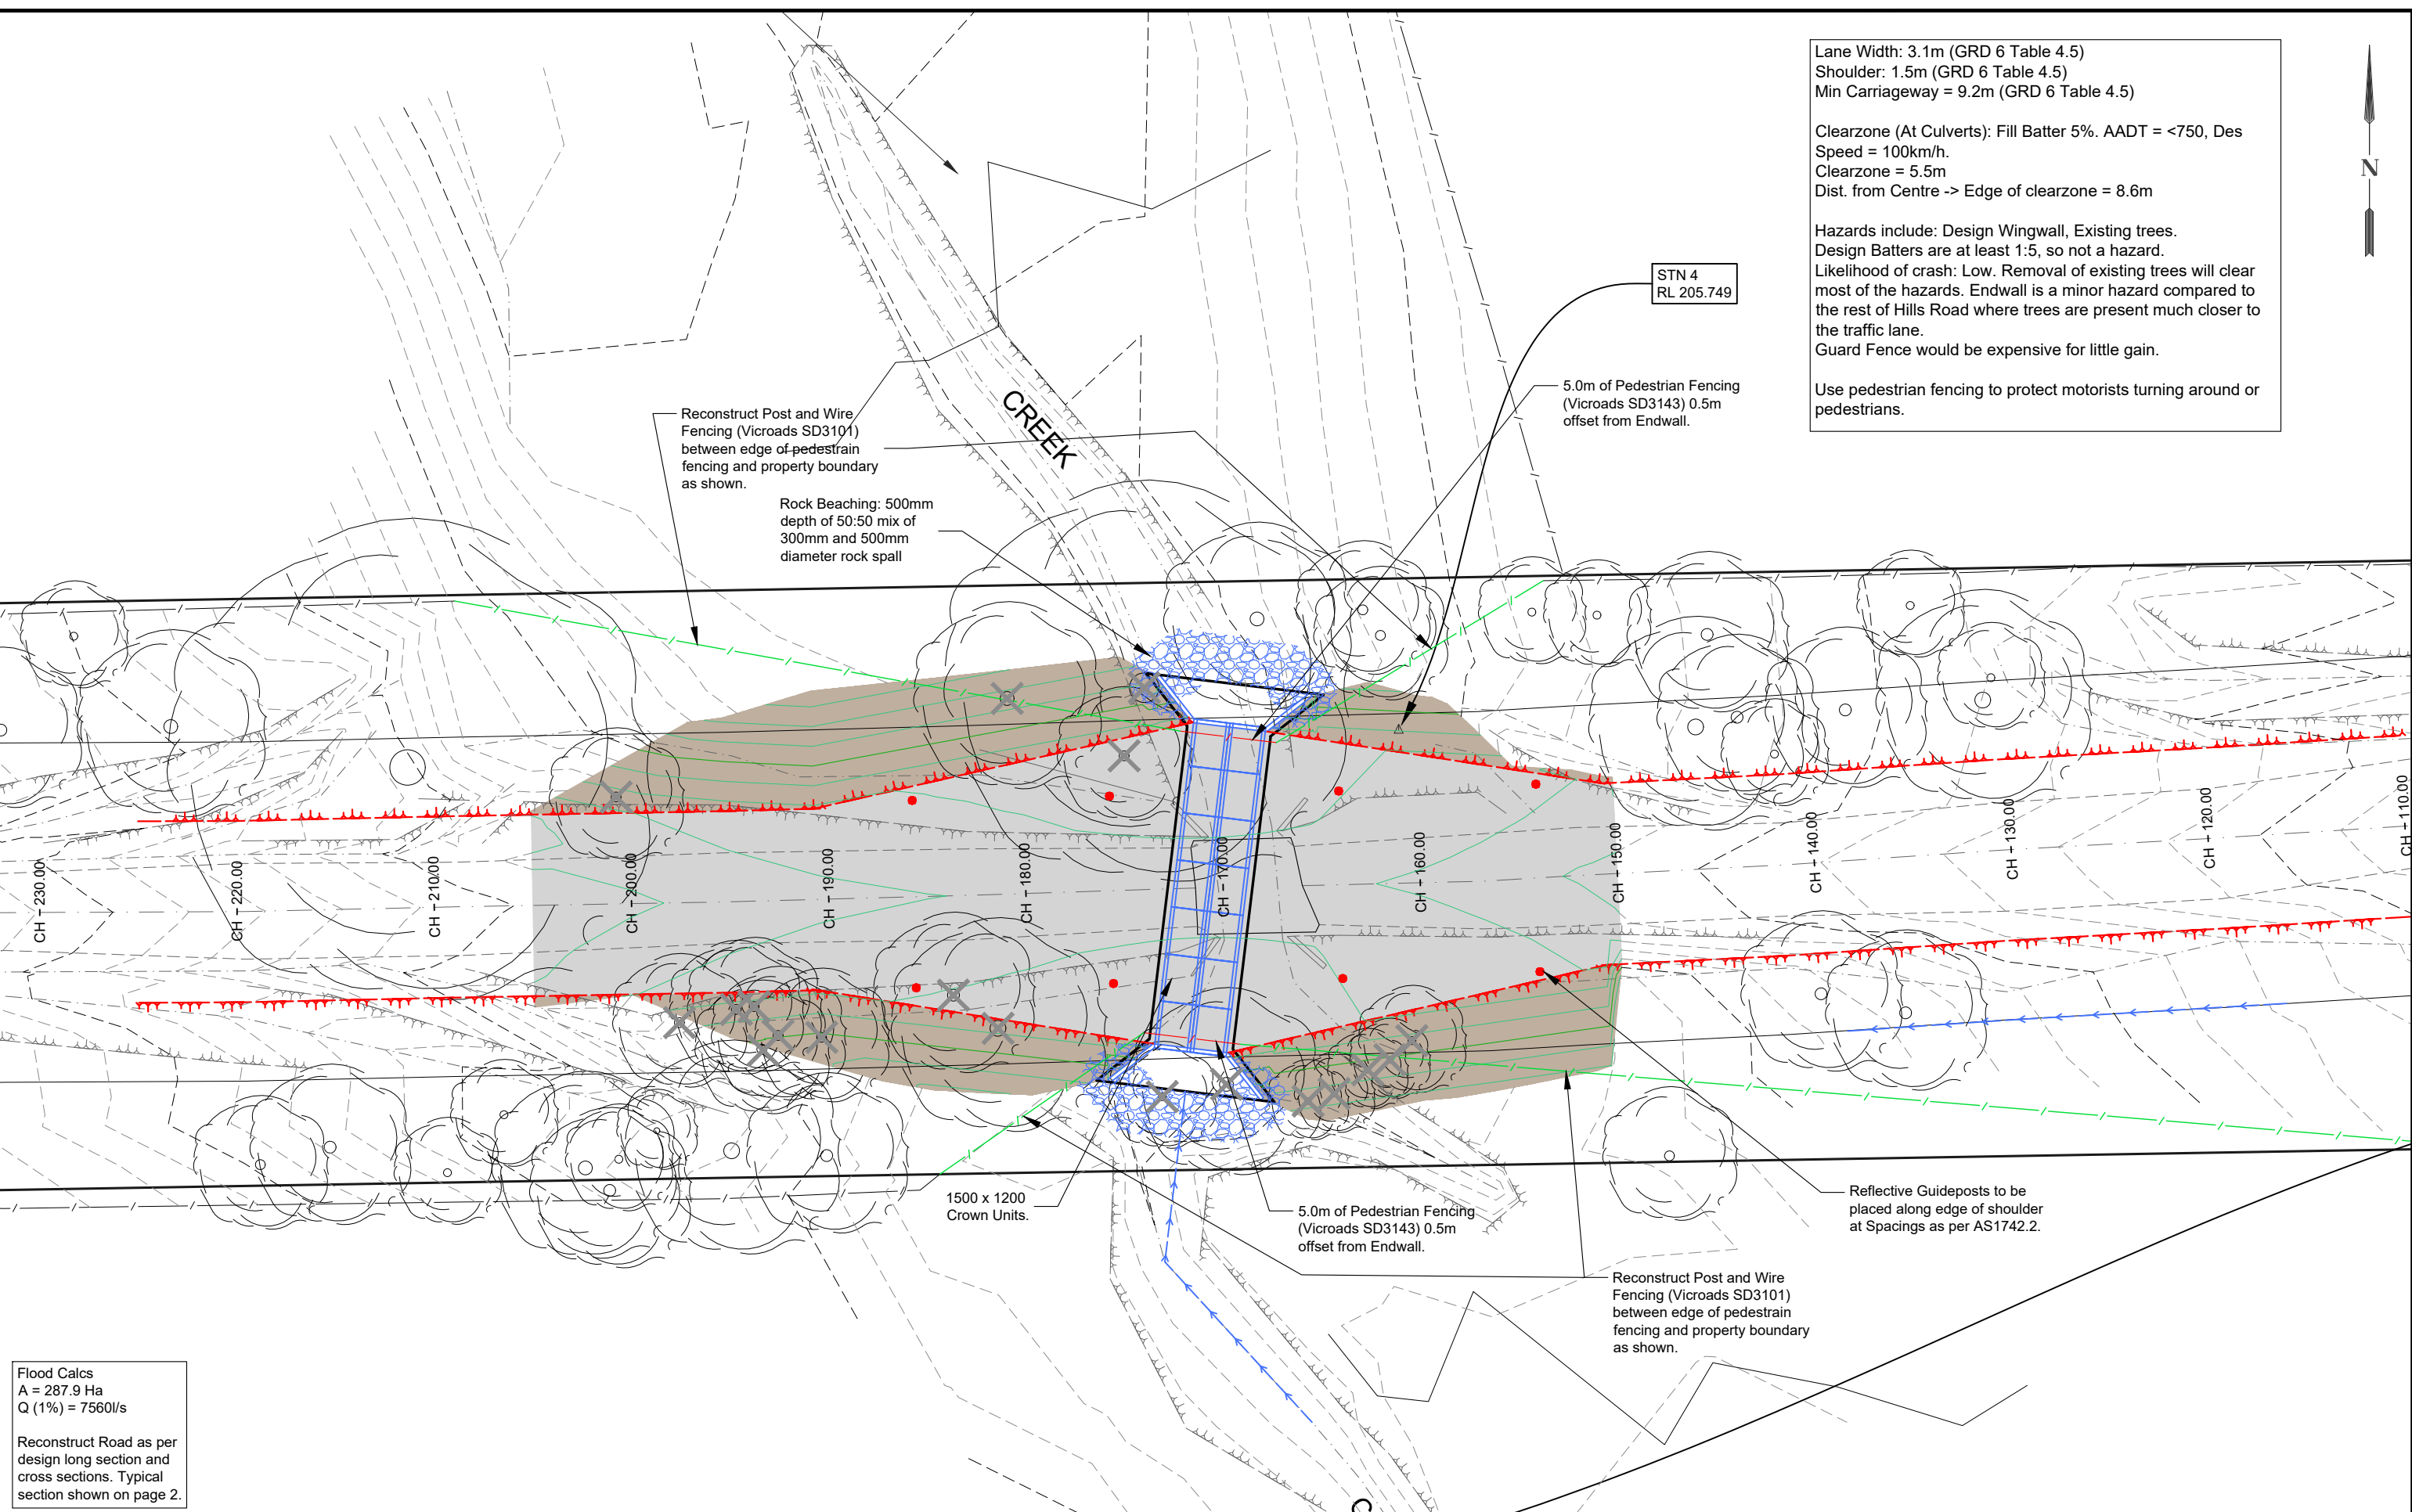 Lane Width: 3.1m (GRD 6 Table 4.5)
Shoulder: 1.5m (GRD 6 Table 4.5)
Min Carriageway = 9.2m (GRD 6 Table 4.5)
Clearzone (At Culverts): Fill Batter 5%. AADT = <750, Des
Speed = 100km/h.
Clearzone = 5.5m
Dist. from Centre -> Edge of clearzone = 8.6m
Hazards include: Design Wingwall, Existing trees.
Design Batters are at least 1:5, so not a hazard.
Likelihood of crash: Low. Removal of existing trees will clear
most of the hazards. Endwall is a minor hazard compared to
the rest of Hills Road where trees are present much closer to
the traffic lane.
Guard Fence would be expensive for little gain.
Use pedestrian fencing to protect motorists turning around or
pedestrians.
N
STN 4
RL 205.749
5.0m of Pedestrian Fencing
(Vicroads SD3143) 0.5m
offset from Endwall.
CREEK
Reconstruct Post and Wire
Fencing (Vicroads SD3101)
between edge of pedestrain
fencing and property boundary
as shown.
Rock Beaching: 500mm
depth of 50:50 mix of
300mm and 500mm
diameter rock spall
CH - 230.00
CH - 220.00
CH - 210.00
CH - 200.00
CH - 190.00
CH - 180.00
CH - 170.00
CH - 160.00
CH - 150.00
CH - 140.00
CH - 130.00
CH - 120.00
CH - 110.00
1500 x 1200
Crown Units.
5.0m of Pedestrian Fencing
(Vicroads SD3143) 0.5m
offset from Endwall.
Reflective Guideposts to be
placed along edge of shoulder
at Spacings as per AS1742.2.
Reconstruct Post and Wire
Fencing (Vicroads SD3101)
between edge of pedestrain
fencing and property boundary
as shown.
Flood Calcs
A = 287.9 Ha
Q (1%) = 7560l/s
Reconstruct Road as per
design long section and
cross sections. Typical
section shown on page 2.